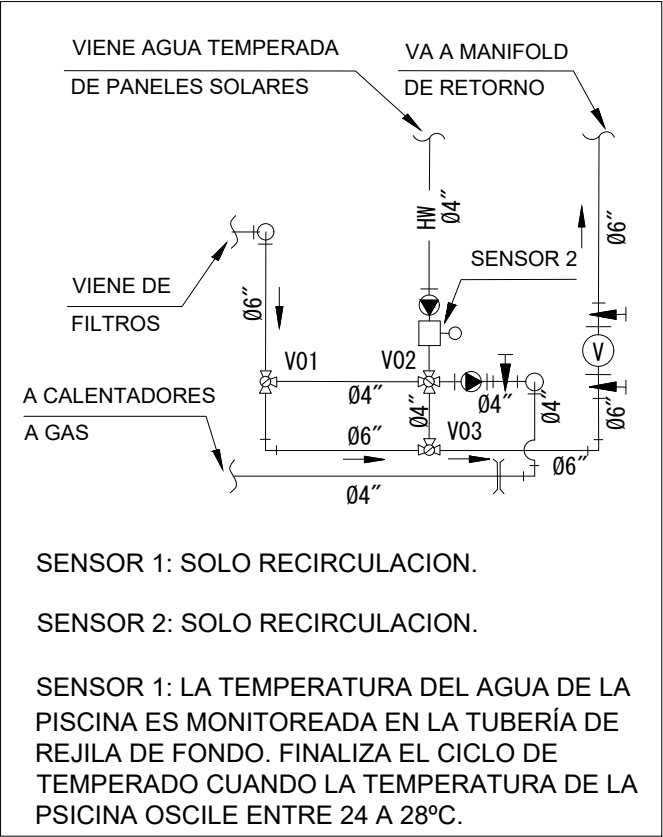 VIENE AGUA TEMPERADA
DE PANELES SOLARES
VA A MANIFOLD
DE RETORNO
HW
Ø4"
Ø6"
SENSOR 2
VIENE DE
FILTROS
Ø6"
V
V01
V02
Ø4"
Ø4"
Ø4"
Ø4"
Ø6"
A CALENTADORES
A GAS
Ø6"
V03
Ø6"
Ø4"
SENSOR 1: SOLO RECIRCULACION.
SENSOR 2: SOLO RECIRCULACION.
SENSOR 1: LA TEMPERATURA DEL AGUA DE LA
PISCINA ES MONITOREADA EN LA TUBERÍA DE
REJILA DE FONDO. FINALIZA EL CICLO DE
TEMPERADO CUANDO LA TEMPERATURA DE LA
PSICINA OSCILE ENTRE 24 A 28ºC.